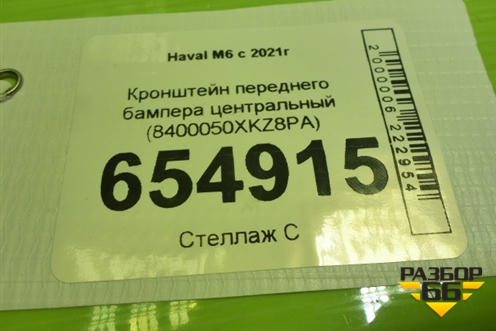 Haval M6 с 2021г
Кронштейн переднего
бампера центральный
(8400050XKZ8PA)
654915
Стеллаж С
2000006222954
РАЗБОР
66